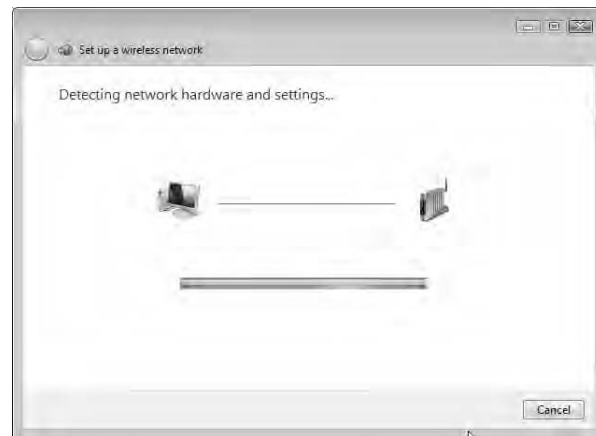 Set up a wireless network
Detecting network hardware and settings...
Cancel